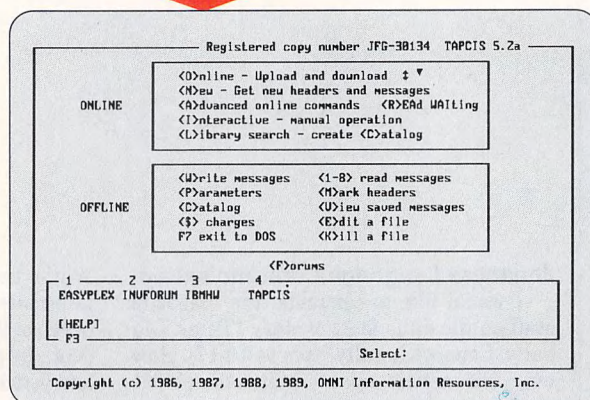 Registered copy number JFG-30134 TAPCIS 5.2a
ONLINE
<O>nline - Upload and download ↕ ▼
<N>ew - Get new headers and messages
<A>dvanced online commands <R>EAd WAIting
<I>nteractive - manual operation
<L>ibrary search - create <C>atalog
OFFLINE
<W>rite messages <1-8> read messages
<P>arameters <M>ark headers
<C>atalog <V>iew saved messages
<$> charges <E>dit a file
F7 exit to DOS <K>ill a file
<F>orums
1 2 3 4
EASYPLEX INVFORUM IBMHW TAPCIS
[HELP]
F3
Select:
Copyright (c) 1986, 1987, 1988, 1989, OMNI Information Resources, Inc.